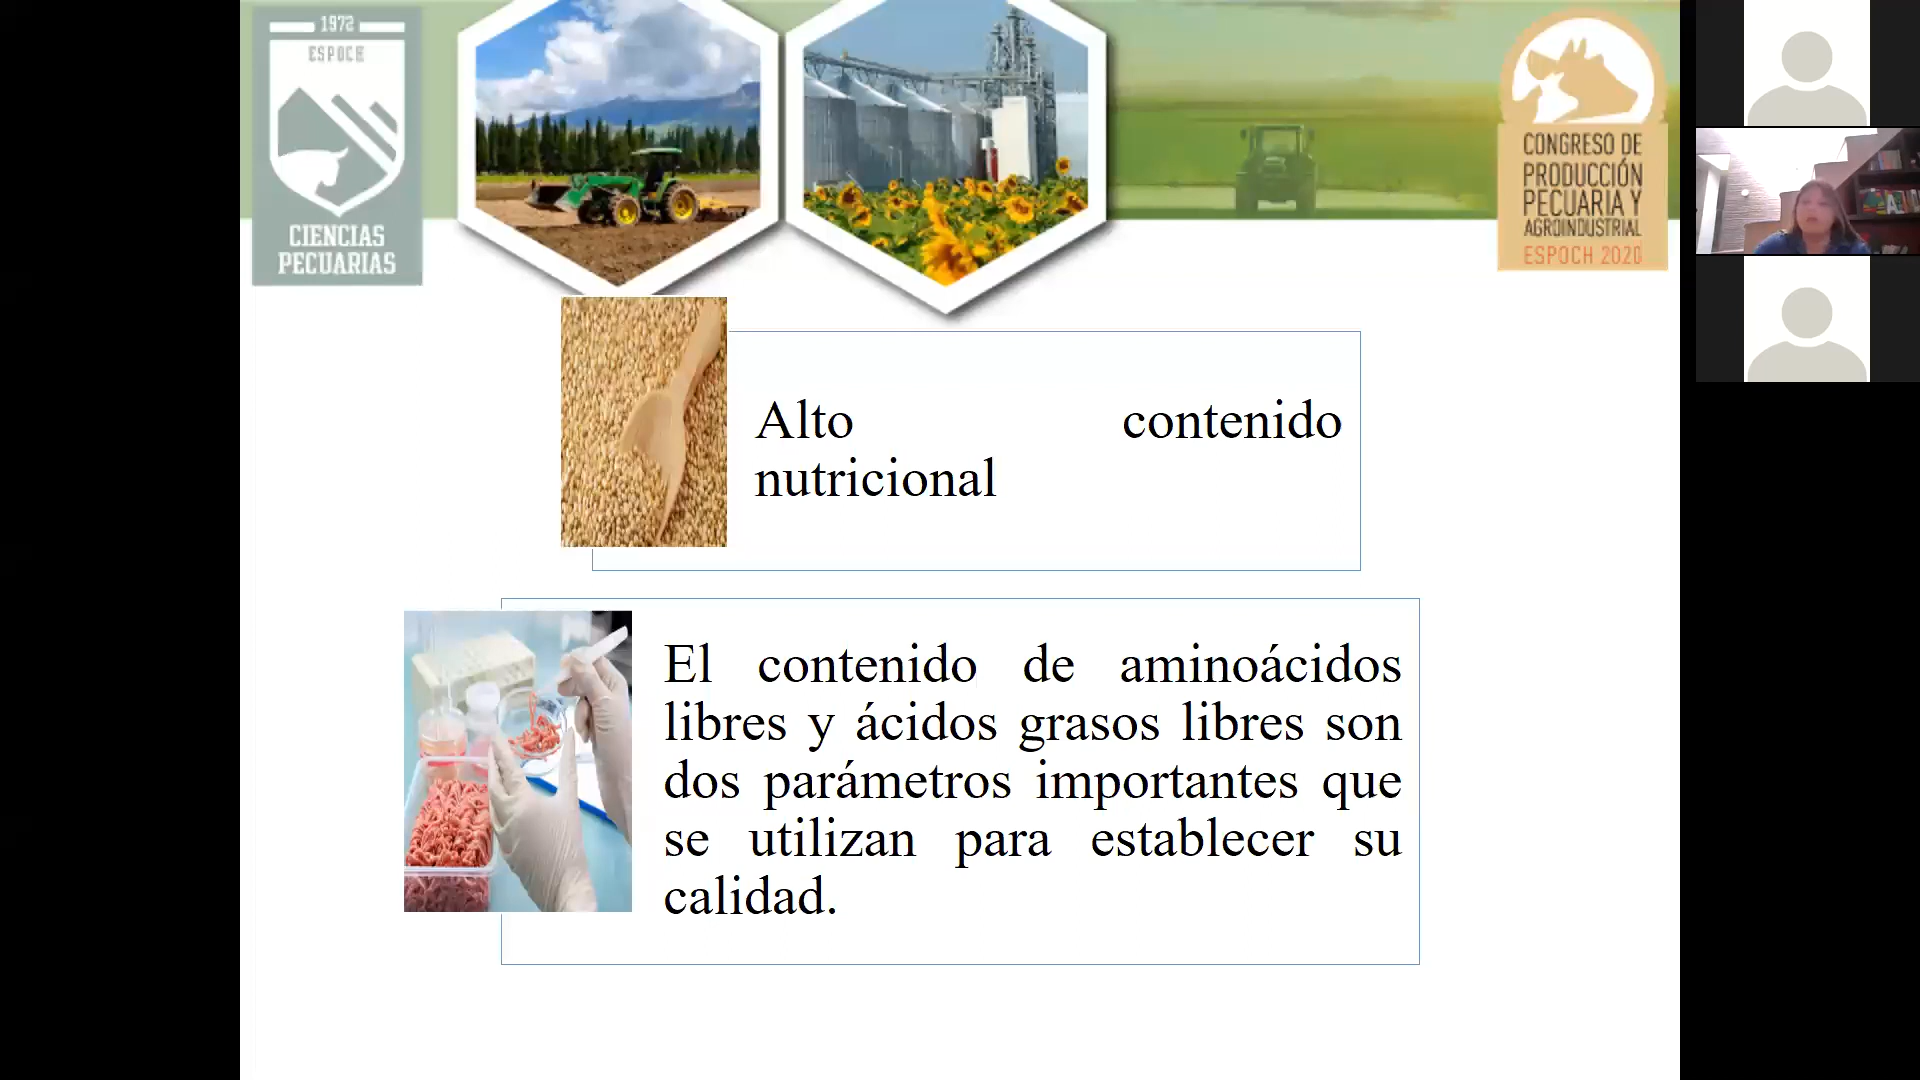 1972
ESPOCH
CIENCIAS
PECUARIAS
CONGRESO DE
PRODUCCIÓN
PECUARIA Y
AGROINDUSTRIAL
ESPOCH 2020
Alto contenido
nutricional
El contenido de aminoácidos
libres y ácidos grasos libres son
dos parámetros importantes que
se utilizan para establecer su
calidad.